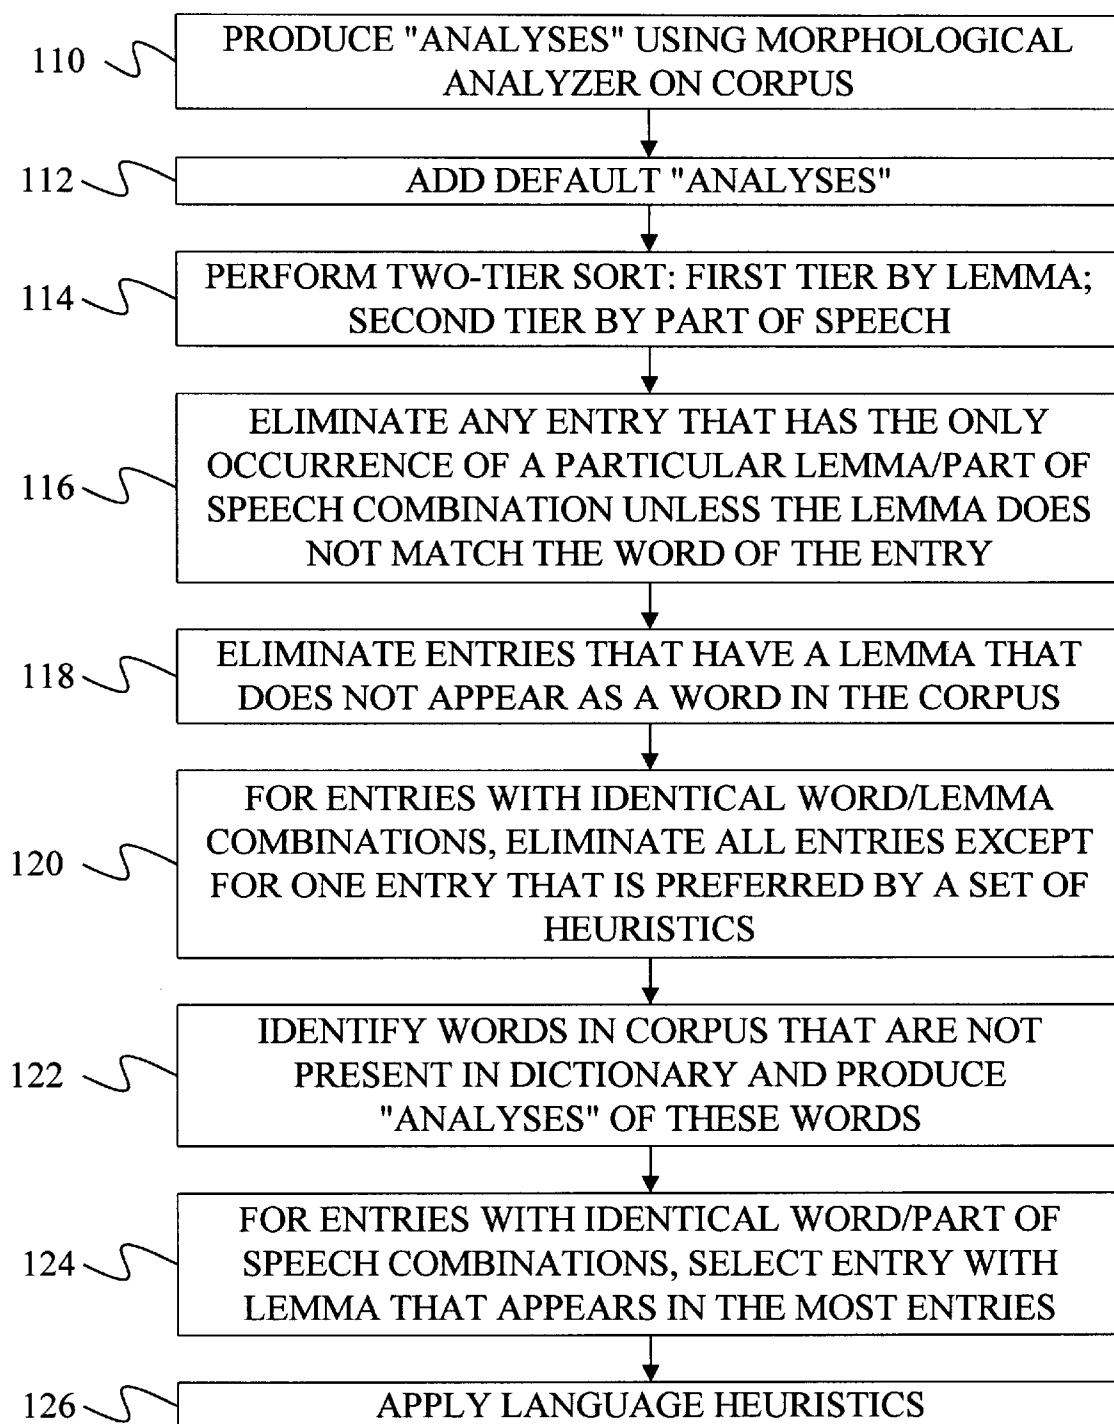 110
PRODUCE "ANALYSES" USING MORPHOLOGICAL
ANALYZER ON CORPUS
112
ADD DEFAULT "ANALYSES"
114
PERFORM TWO-TIER SORT: FIRST TIER BY LEMMA;
SECOND TIER BY PART OF SPEECH
116
ELIMINATE ANY ENTRY THAT HAS THE ONLY
OCCURRENCE OF A PARTICULAR LEMMA/PART OF
SPEECH COMBINATION UNLESS THE LEMMA DOES
NOT MATCH THE WORD OF THE ENTRY
118
ELIMINATE ENTRIES THAT HAVE A LEMMA THAT
DOES NOT APPEAR AS A WORD IN THE CORPUS
120
FOR ENTRIES WITH IDENTICAL WORD/LEMMA
COMBINATIONS, ELIMINATE ALL ENTRIES EXCEPT
FOR ONE ENTRY THAT IS PREFERRED BY A SET OF
HEURISTICS
122
IDENTIFY WORDS IN CORPUS THAT ARE NOT
PRESENT IN DICTIONARY AND PRODUCE
"ANALYSES" OF THESE WORDS
124
FOR ENTRIES WITH IDENTICAL WORD/PART OF
SPEECH COMBINATIONS, SELECT ENTRY WITH
LEMMA THAT APPEARS IN THE MOST ENTRIES
126
APPLY LANGUAGE HEURISTICS